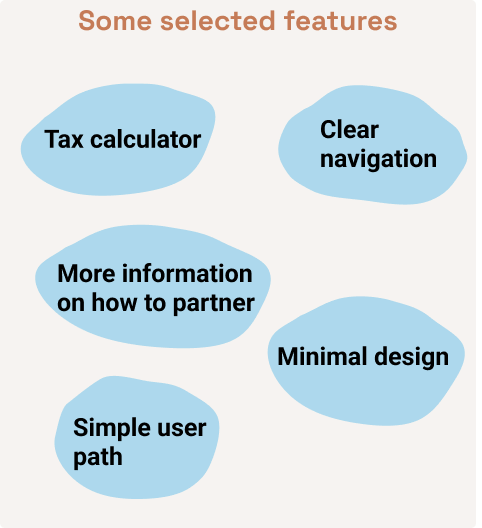 Some selected features
Tax calculator
Clear
navigation
More information
on how to partner
Minimal design
Simple user
path